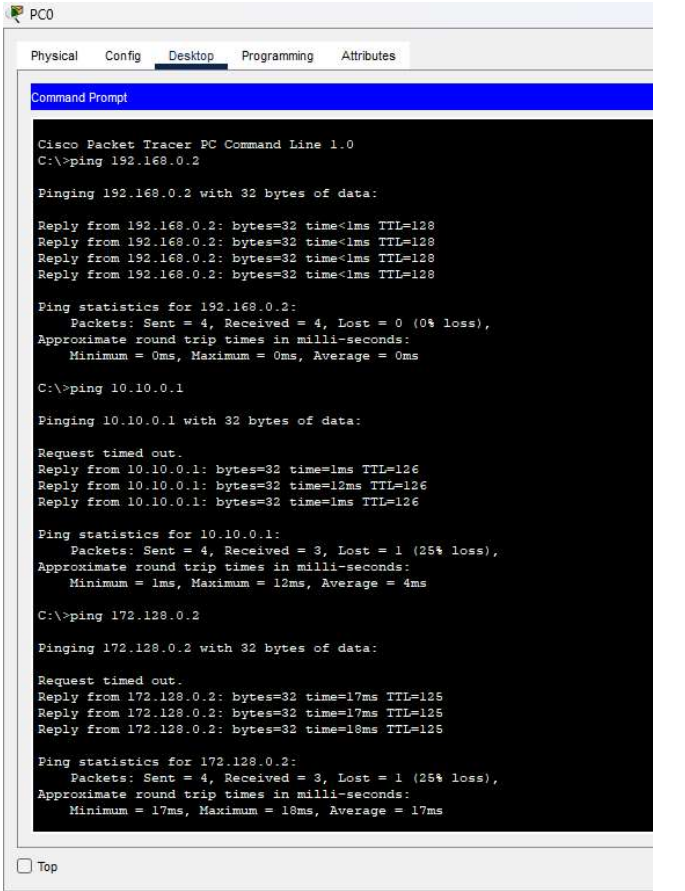 PC0
Physical Config Desktop Programming Attributes
Command Prompt
Cisco Packet Tracer PC Command Line 1.0
C:\>ping 192.168.0.2
Pinging 192.168.0.2 with 32 bytes of data:
Reply from 192.168.0.2: bytes=32 time<1ms TTL=128
Reply from 192.168.0.2: bytes=32 time<1ms TTL=128
Reply from 192.168.0.2: bytes=32 time<1ms TTL=128
Reply from 192.168.0.2: bytes=32 time<1ms TTL=128
Ping statistics for 192.168.0.2:
Packets: Sent = 4, Received = 4, Lost = 0 (0% loss),
Approximate round trip times in milli-seconds:
Minimum = 0ms, Maximum = 0ms, Average = 0ms
C:\>ping 10.10.0.1
Pinging 10.10.0.1 with 32 bytes of data:
Request timed out.
Reply from 10.10.0.1: bytes=32 time=1ms TTL=126
Reply from 10.10.0.1: bytes=32 time=12ms TTL=126
Reply from 10.10.0.1: bytes=32 time=1ms TTL=126
Ping statistics for 10.10.0.1:
Packets: Sent = 4, Received = 3, Lost = 1 (25% loss),
Approximate round trip times in milli-seconds:
Minimum = 1ms, Maximum = 12ms, Average = 4ms
C:\>ping 172.128.0.2
Pinging 172.128.0.2 with 32 bytes of data:
Request timed out.
Reply from 172.128.0.2: bytes=32 time=17ms TTL=125
Reply from 172.128.0.2: bytes=32 time=17ms TTL=125
Reply from 172.128.0.2: bytes=32 time=18ms TTL=125
Ping statistics for 172.128.0.2:
Packets: Sent = 4, Received = 3, Lost = 1 (25% loss),
Approximate round trip times in milli-seconds:
Minimum = 17ms, Maximum = 18ms, Average = 17ms
Top